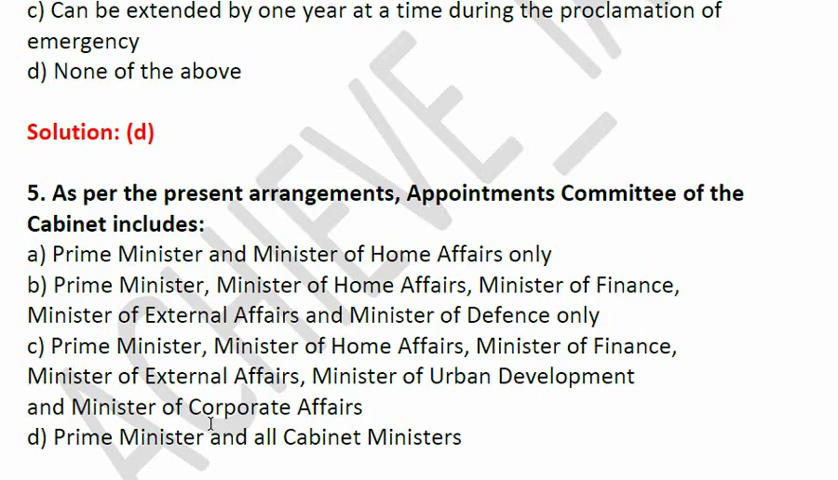 c) Can be extended by one year at a time during the proclamation of
emergency
d) None of the above
Solution: (d)
5. As per the present arrangements, Appointments Committee of the
Cabinet includes:
a) Prime Minister and Minister of Home Affairs only
b) Prime Minister, Minister of Home Affairs, Minister of Finance,
Minister of External Affairs and Minister of Defence only
c) Prime Minister, Minister of Home Affairs, Minister of Finance,
Minister of External Affairs, Minister of Urban Development
and Minister of Corporate Affairs
d) Prime Minister and all Cabinet Ministers
ACHIEVE_IA